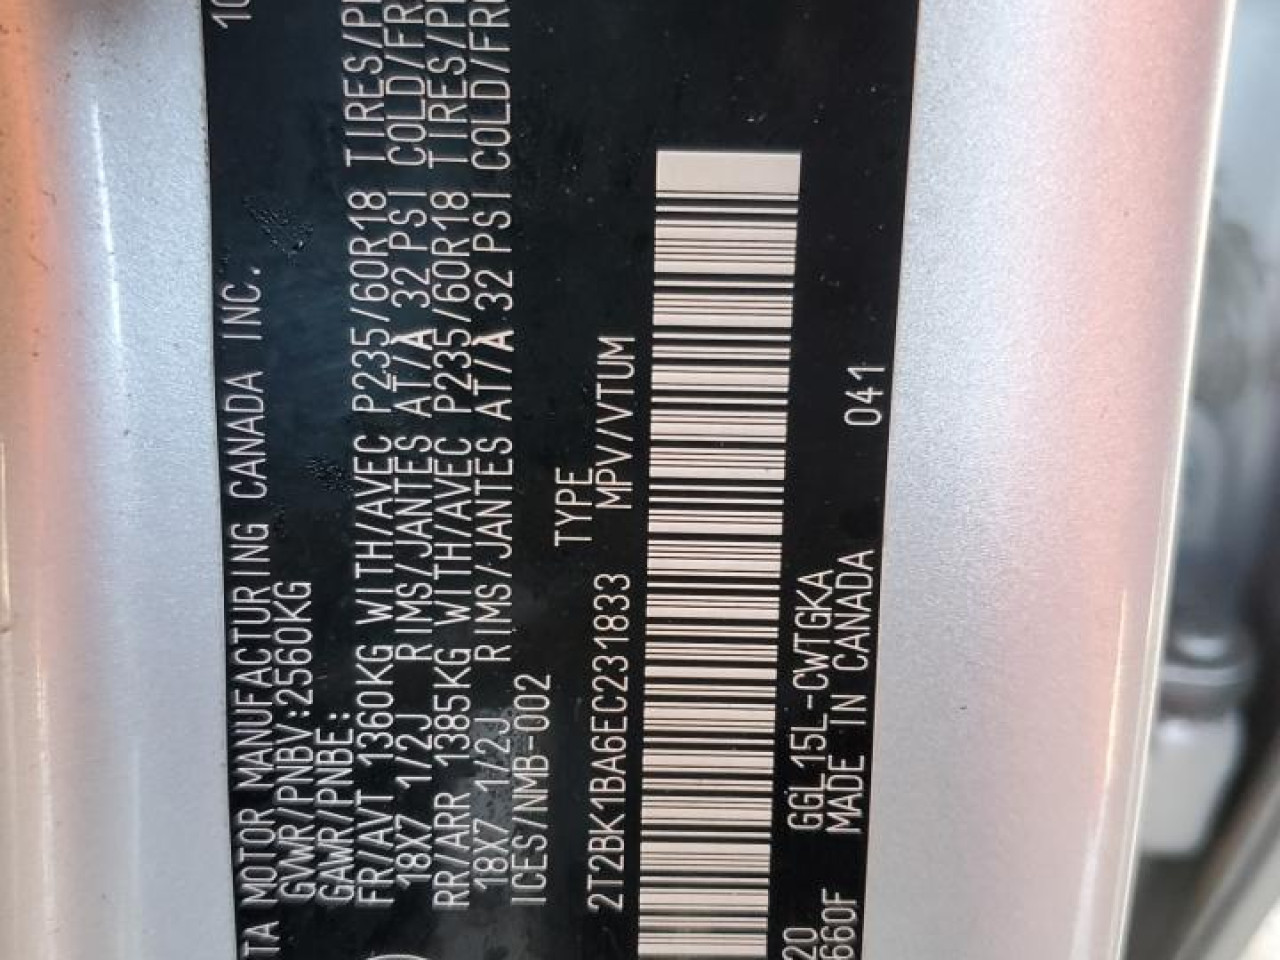 10
TA MOTOR MANUFACTURING CANADA INC.
GVWR/PNBV:2560KG
GAWR/PNBE:
FR/AVT 1360KG WITH/AVEC P235/60R18 TIRES/P
18X7 1/2J RIMS/JANTES AT/A 32 PSI COLD/FR
RR/ARR 1385KG WITH/AVEC P235/60R18 TIRES/P
18X7 1/2J RIMS/JANTES AT/A 32 PSI COLD/FR
ICES/NMB-002
TYPE
2T2BK1BA6EC231833 MPV/VTUM
20 GGL15L-CWTGKA 041
660F MADE IN CANADA